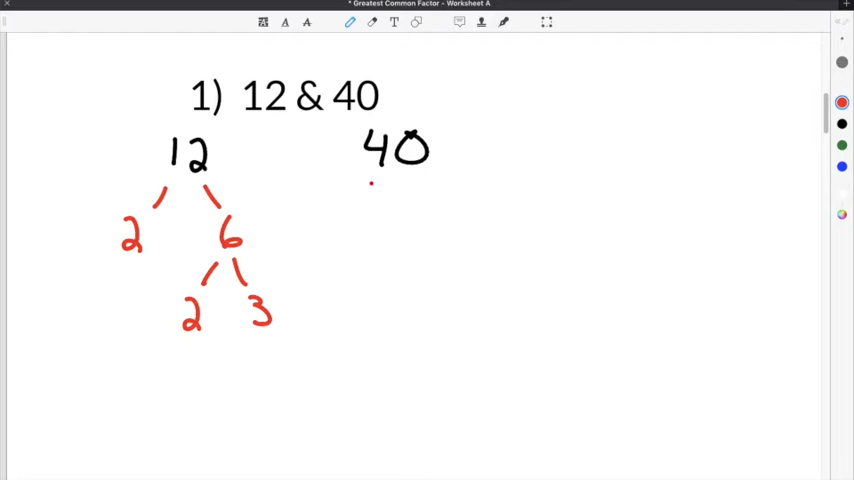 * Greatest Common Factor - Worksheet A
A A T
1) 12 & 40
12 40
2 6
2 3